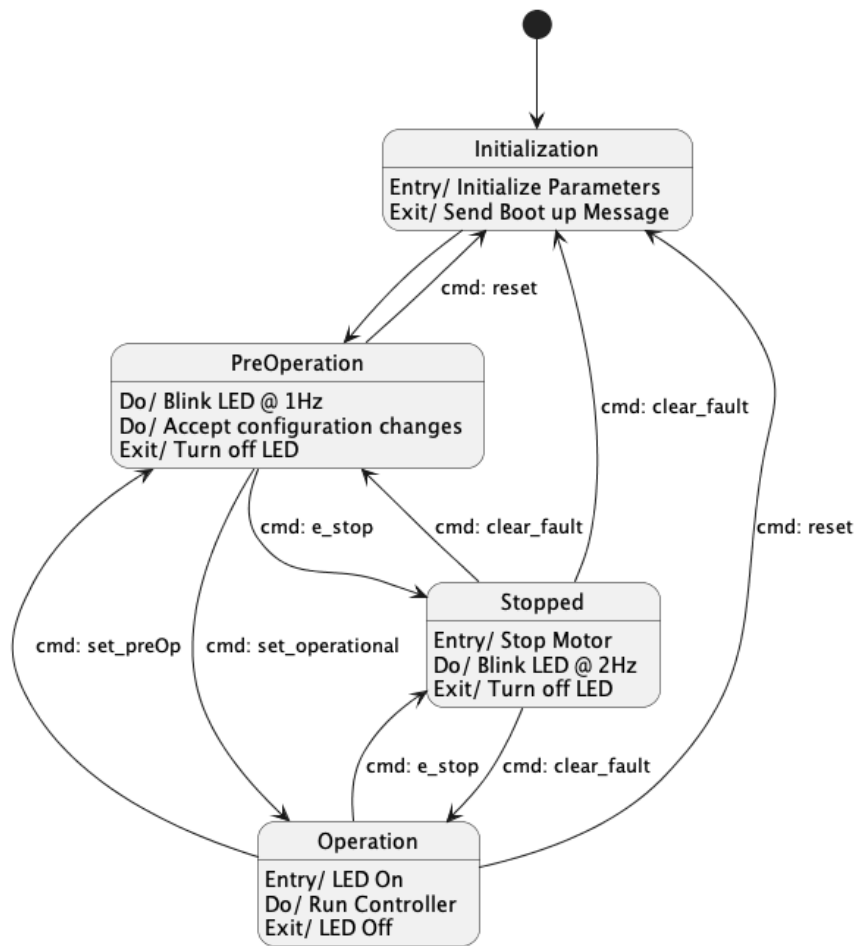 Initialization
Entry/ Initialize Parameters
Exit/ Send Boot up Message
cmd: reset
PreOperation
Do/ Blink LED @ 1Hz
Do/ Accept configuration changes
Exit/ Turn off LED
cmd: clear_fault
cmd: e_stop
cmd: clear_fault
cmd: reset
Stopped
Entry/ Stop Motor
Do/ Blink LED @ 2Hz
Exit/ Turn off LED
cmd: set_preOp
cmd: set_operational
cmd: e_stop
cmd: clear_fault
Operation
Entry/ LED On
Do/ Run Controller
Exit/ LED Off